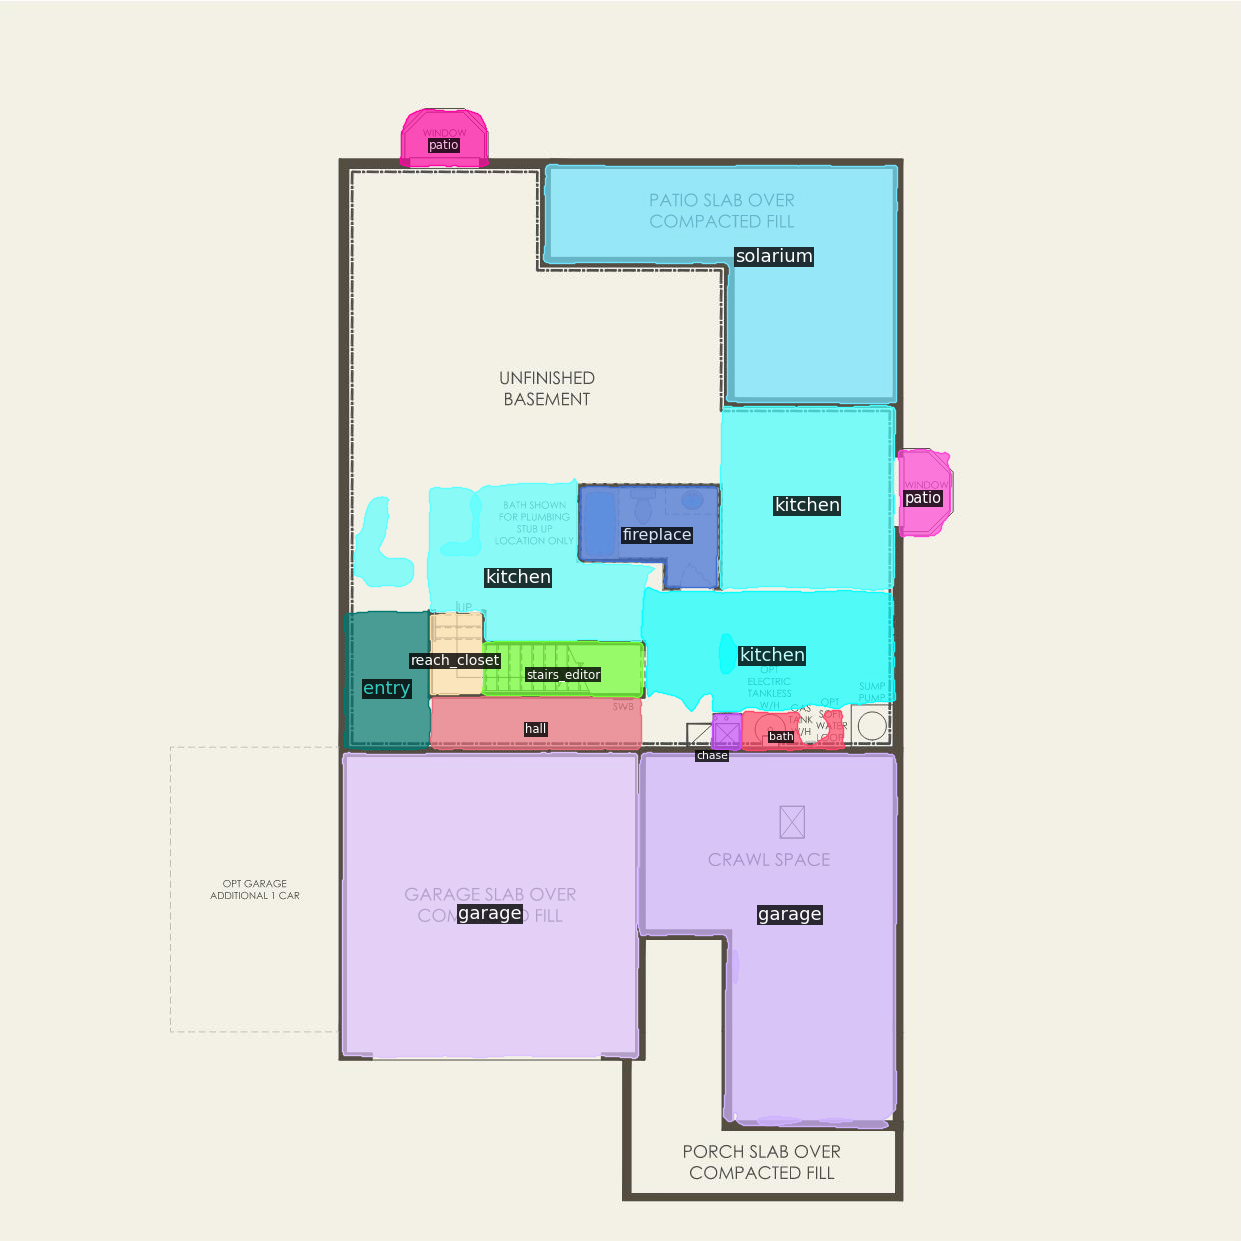 WINDOW
patio
PATIO SLAB OVER
COMPACTED FILL
solarium
UNFINISHED
BASEMENT
WINDOW
patio
kitchen
BATH SHOWN
FOR PLUMBING
STUB UP
LOCATION ONLY
fireplace
kitchen
UP
reach_closet
stairs_editor
entry
kitchen
OPT
ELECTRIC
TANKLESS
W/H
SUMP
PUMP
SWB
hall
GAS
TANK
W/H
OPT
SOFT
WATER
LOOP
bath
chase
OPT GARAGE
ADDITIONAL 1 CAR
GARAGE SLAB OVER
garage
CRAWL SPACE
garage
PORCH SLAB OVER
COMPACTED FILL